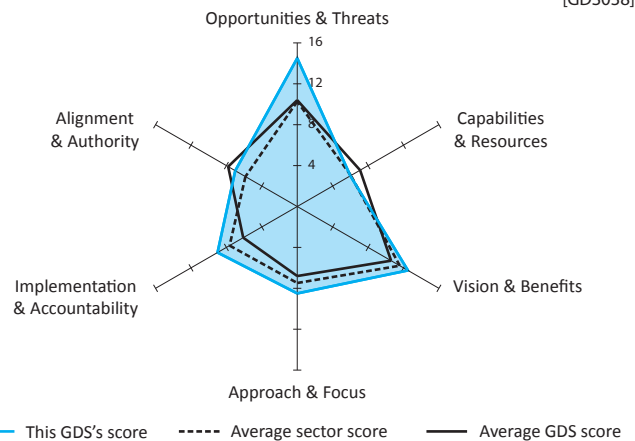 [GDS038]
Opportunities & Threats
16
12
8
4
Alignment
& Authority
Capabilities
& Resources
Implementation
& Accountability
Vision & Benefits
Approach & Focus
This GDS's score
Average sector score
Average GDS score